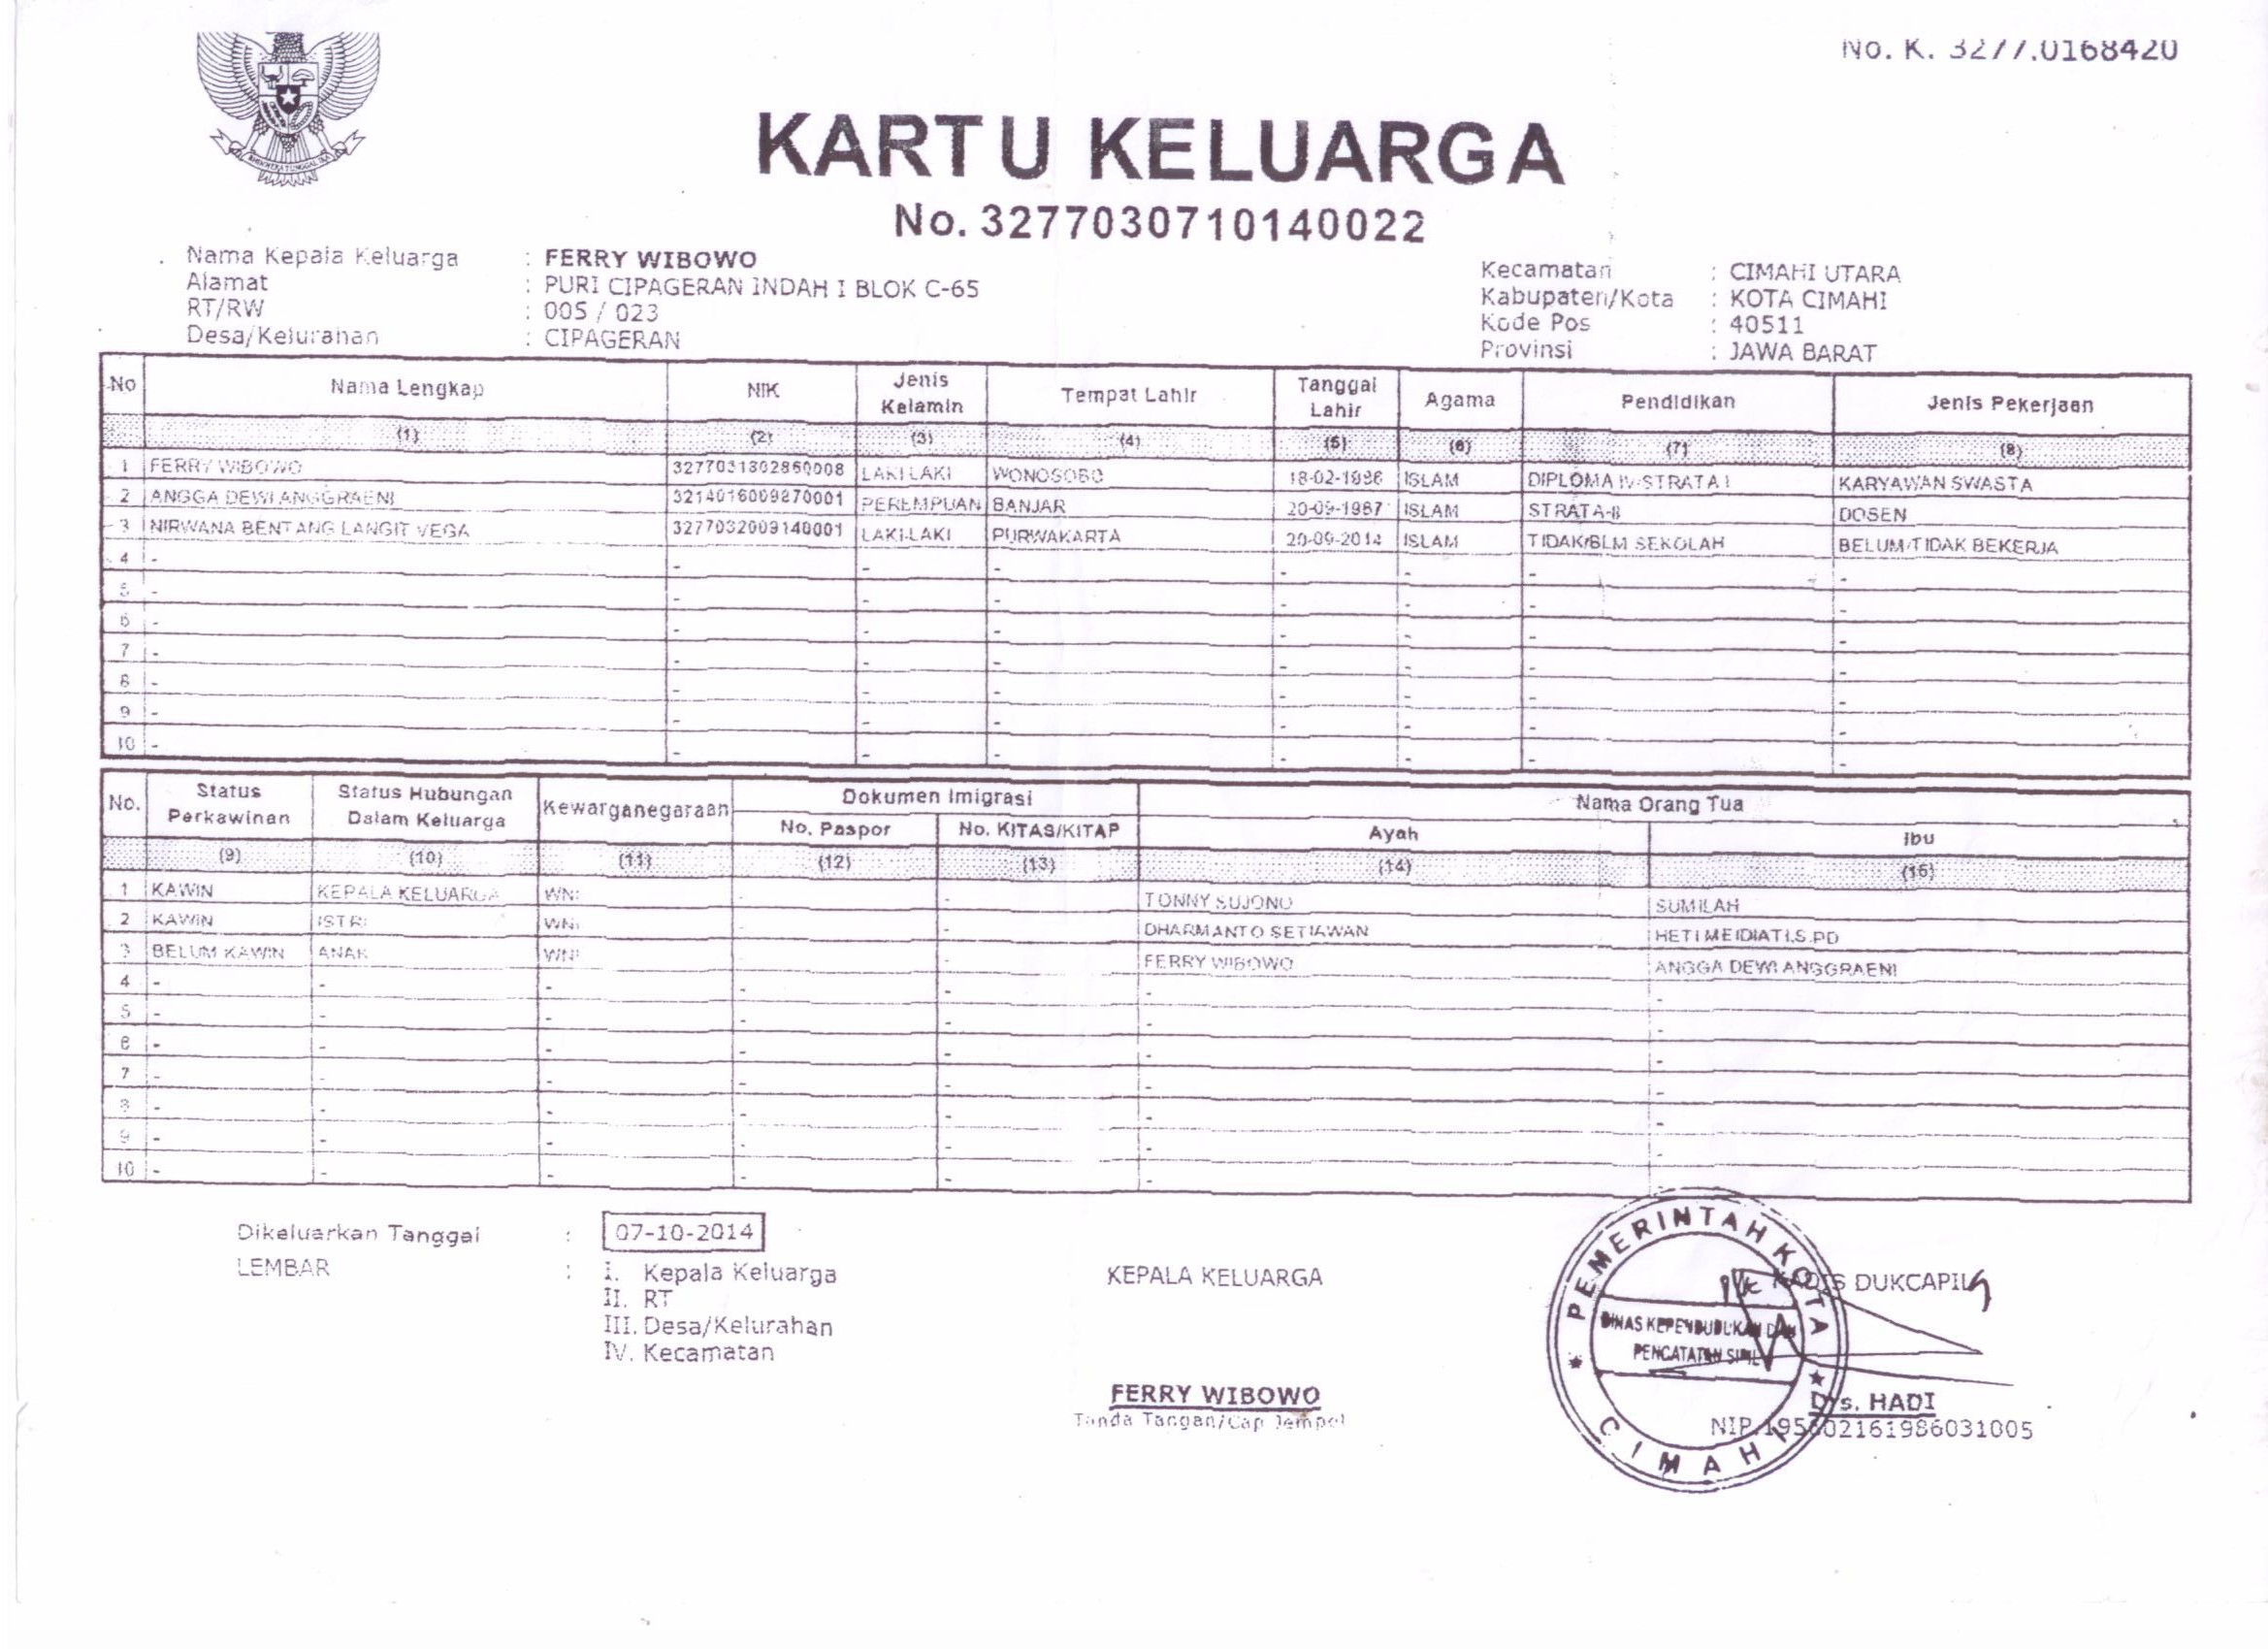 No. K. 3277.0168420
KARTU KELUARGA
No. 3277030710140022
Nama Kepala Keluarga : FERRY WIBOWO
Alamat : PURI CIPAGERAN INDAH I BLOK C-65
RT/RW : 005 / 023
Desa/Kelurahan : CIPAGERAN
Kecamatan : CIMAHI UTARA
Kabupaten/Kota : KOTA CIMAHI
Kode Pos : 40511
Provinsi : JAWA BARAT
No Nama Lengkap NIK Jenis Kelamin Tempat Lahir Tanggal Lahir Agama Pendidikan Jenis Pekerjaan
(1) (2) (3) (4) (5) (6) (7) (8)
1 FERRY WIBOWO 3277031802860008 LAKI-LAKI WONOSOBO 18-02-1986 ISLAM DIPLOMA IV/STRATA I KARYAWAN SWASTA
2 ANGGA DEWI ANGGRAENI 3214016009870001 PEREMPUAN BANJAR 20-09-1987 ISLAM STRATA-II DOSEN
3 NIRWANA BENTANG LANGIT VEGA 3277032009140001 LAKI-LAKI PURWAKARTA 20-09-2014 ISLAM TIDAK/BLM SEKOLAH BELUM/TIDAK BEKERJA
4 - - - - - - - -
5 - - - - - - - -
6 - - - - - - - -
7 - - - - - - - -
8 - - - - - - - -
9 - - - - - - - -
10 - - - - - - - -
No. Status Perkawinan Status Hubungan Dalam Keluarga Kewarganegaraan Dokumen Imigrasi Nama Orang Tua
No. Paspor No. KITAS/KITAP Ayah Ibu
(9) (10) (11) (12) (13) (14) (15)
1 KAWIN KEPALA KELUARGA WNI - - TONNY SUJONO SUMILAH
2 KAWIN ISTRI WNI - - DHARMANTO SETIAWAN HETI MEIDIATI,S.PD
3 BELUM KAWIN ANAK WNI - - FERRY WIBOWO ANGGA DEWI ANGGRAENI
4 - - - - - - -
5 - - - - - - -
6 - - - - - - -
7 - - - - - - -
8 - - - - - - -
9 - - - - - - -
10 - - - - - - -
Dikeluarkan Tanggal : 07-10-2014
LEMBAR : I. Kepala Keluarga
II. RT
III. Desa/Kelurahan
IV. Kecamatan
KEPALA KELUARGA
FERRY WIBOWO
Tanda Tangan/Cap Jempol
KADIS DUKCAPIL
PEMERINTAH KOTA
DINAS KEPENDUDUKAN DAN
PENCATATAN SIPIL
CIMAHI
Drs. HADI
NIP.195602161986031005